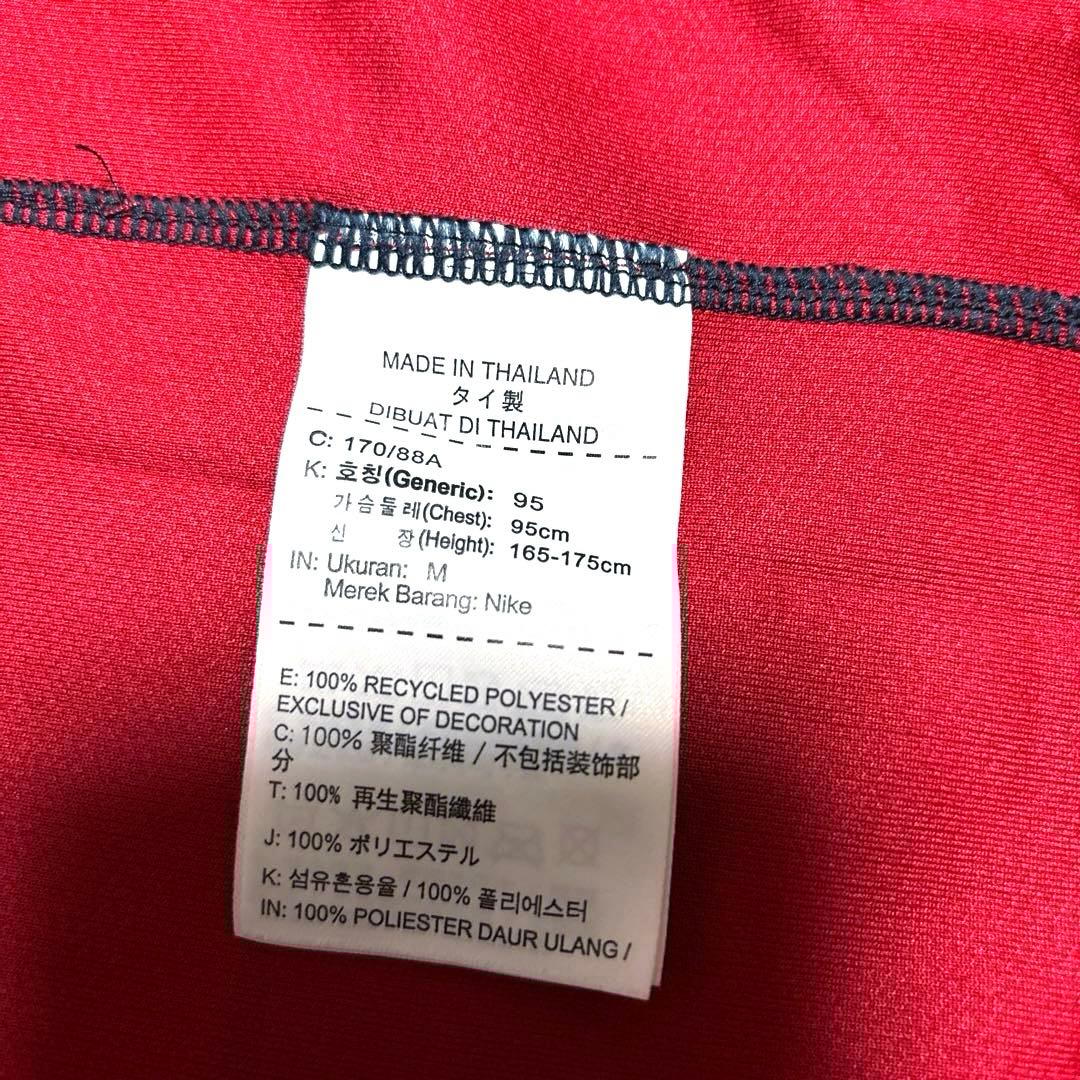 MADE IN THAILAND
タイ製
DIBUAT DI THAILAND
C: 170/88A
K: 호칭(Generic): 95
가슴둘레(Chest): 95cm
신 장(Height): 165-175cm
IN: Ukuran: M
Merek Barang: Nike
E: 100% RECYCLED POLYESTER /
EXCLUSIVE OF DECORATION
C: 100% 聚酯纤维 / 不包括装饰部
分
T: 100% 再生聚酯纖維
J: 100% ポリエステル
K: 섬유혼용율 / 100% 폴리에스터
IN: 100% POLIESTER DAUR ULANG /